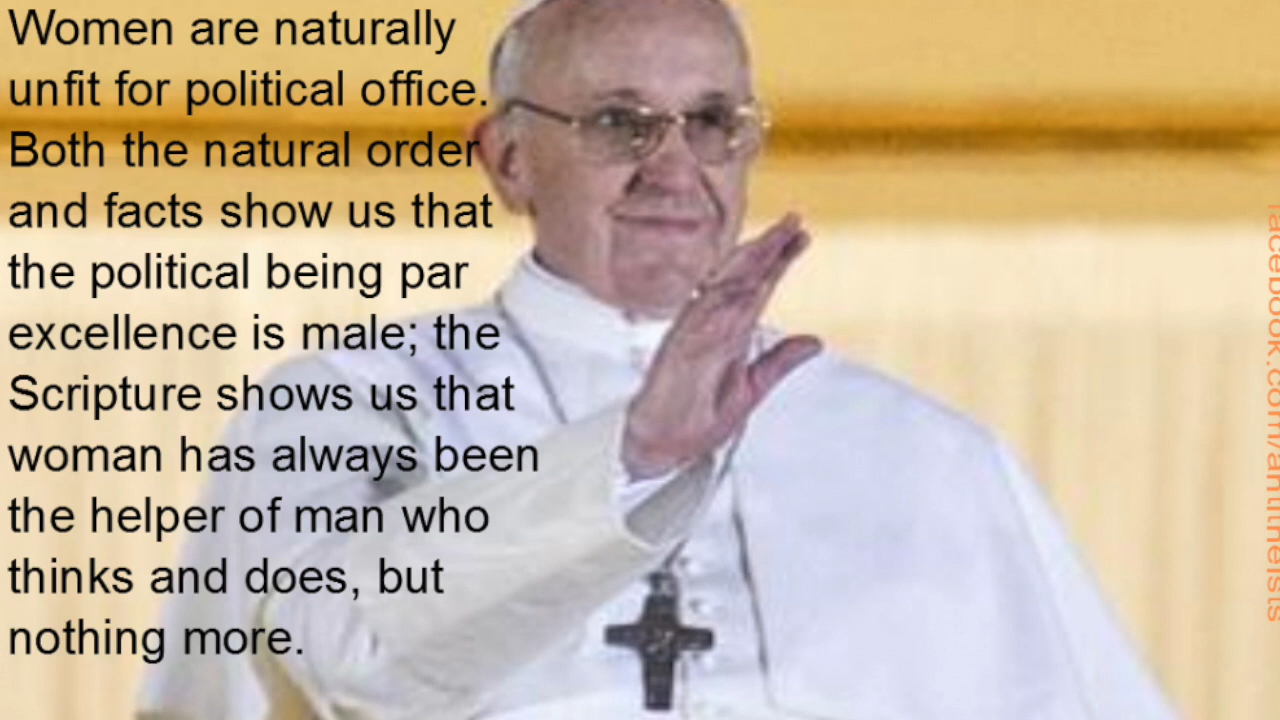 Women are naturally
unfit for political office.
Both the natural order
and facts show us that
the political being par
excellence is male; the
Scripture shows us that
woman has always been
the helper of man who
thinks and does, but
nothing more.
facebook.com/antitheists